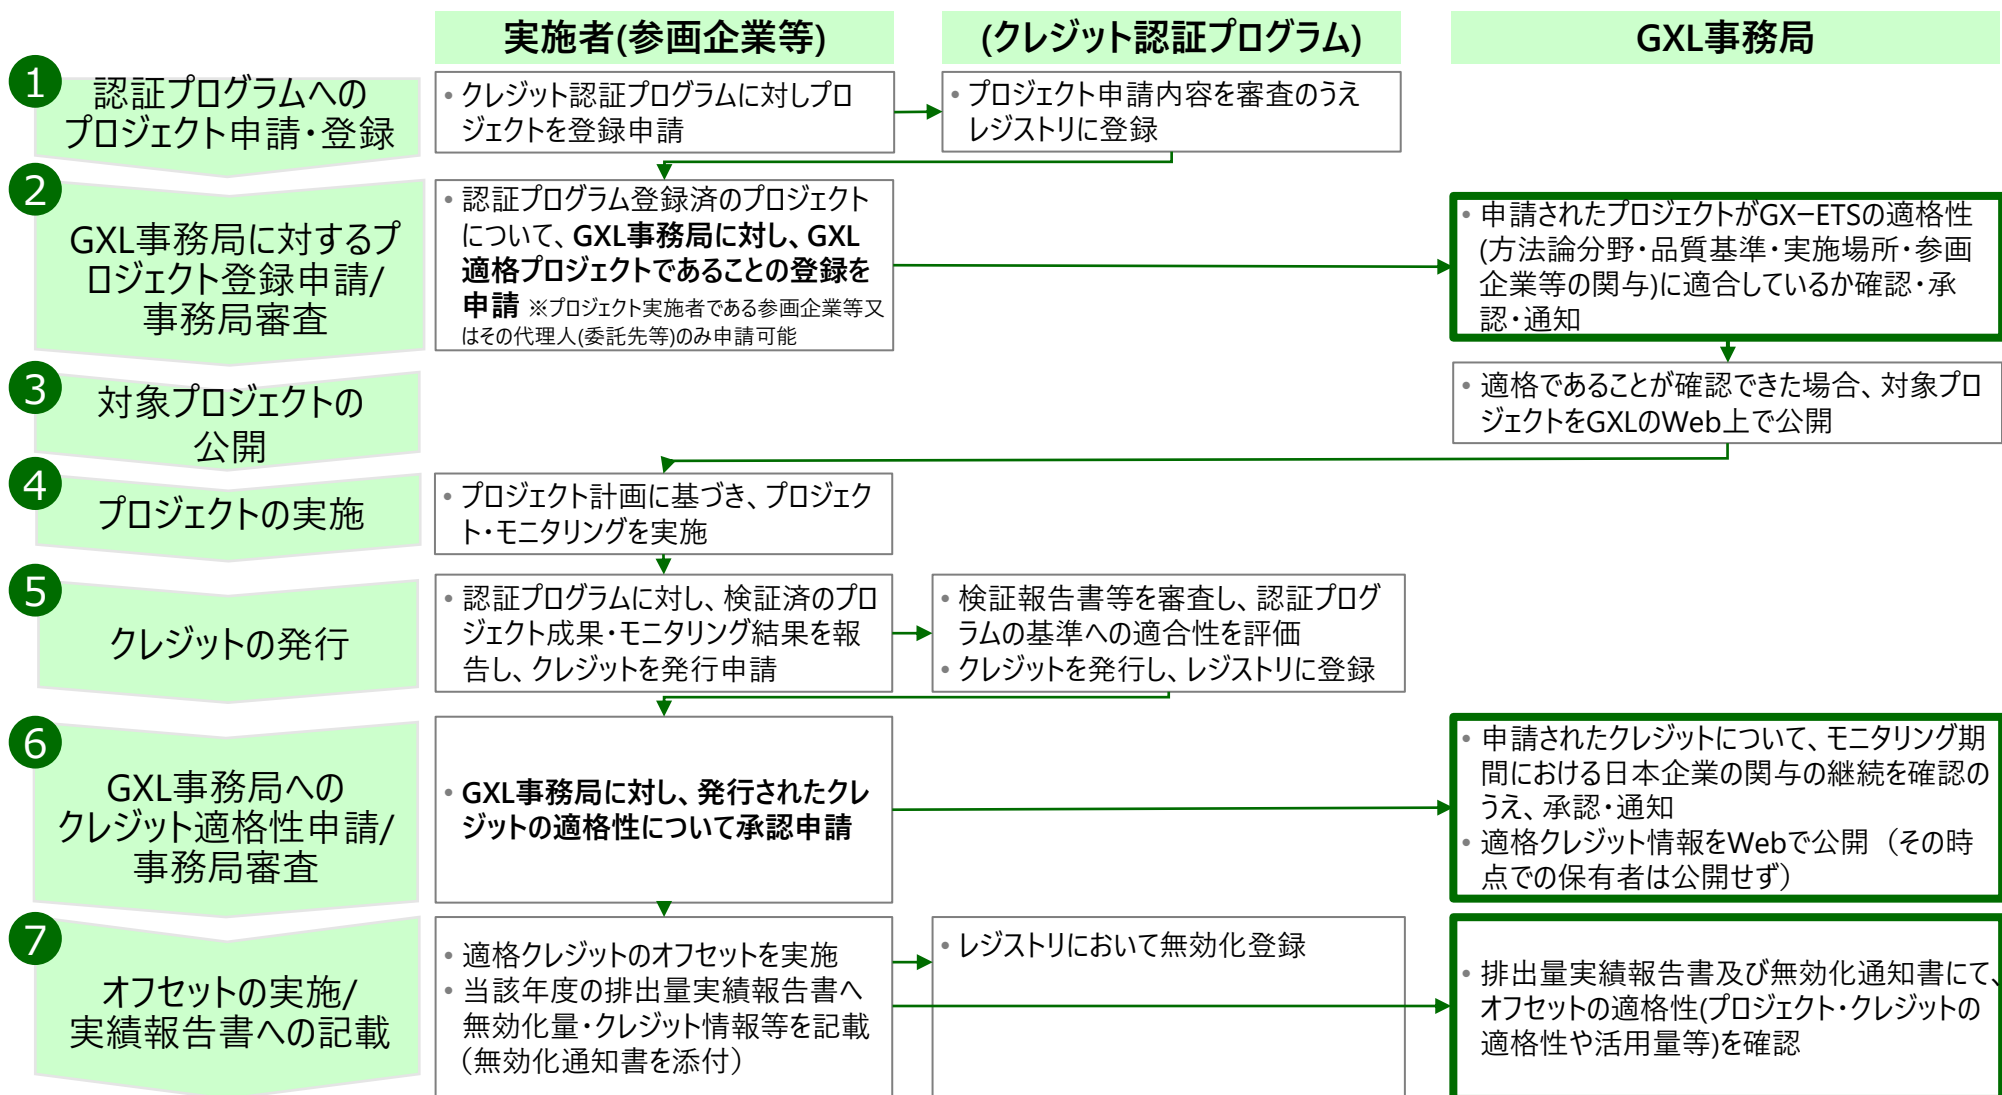 実施者(参画企業等)
(クレジット認証プログラム)
GXL事務局
1
認証プログラムへの
プロジェクト申請・登録
• クレジット認証プログラムに対しプロ
ジェクトを登録申請
• プロジェクト申請内容を審査のうえ
レジストリに登録
2
GXL事務局に対するプ
ロジェクト登録申請/
事務局審査
• 認証プログラム登録済のプロジェクト
について、GXL事務局に対し、GXL
適格プロジェクトであることの登録を
申請 ※プロジェクト実施者である参画企業等又
はその代理人(委託先等)のみ申請可能
• 申請されたプロジェクトがGX−ETSの適格性
(方法論分野・品質基準・実施場所・参画
企業等の関与)に適合しているか確認・承
認・通知
3
対象プロジェクトの
公開
• 適格であることが確認できた場合、対象プロ
ジェクトをGXLのWeb上で公開
4
プロジェクトの実施
• プロジェクト計画に基づき、プロジェク
ト・モニタリングを実施
5
クレジットの発行
• 認証プログラムに対し、検証済のプロ
ジェクト成果・モニタリング結果を報
告し、クレジットを発行申請
• 検証報告書等を審査し、認証プログ
ラムの基準への適合性を評価
• クレジットを発行し、レジストリに登録
6
GXL事務局への
クレジット適格性申請/
事務局審査
• GXL事務局に対し、発行されたクレ
ジットの適格性について承認申請
• 申請されたクレジットについて、モニタリング期
間における日本企業の関与の継続を確認の
うえ、承認・通知
• 適格クレジット情報をWebで公開（その時
点での保有者は公開せず）
7
オフセットの実施/
実績報告書への記載
• 適格クレジットのオフセットを実施
• 当該年度の排出量実績報告書へ
無効化量・クレジット情報等を記載
（無効化通知書を添付）
• レジストリにおいて無効化登録
• 排出量実績報告書及び無効化通知書にて、
オフセットの適格性(プロジェクト・クレジットの
適格性や活用量等)を確認